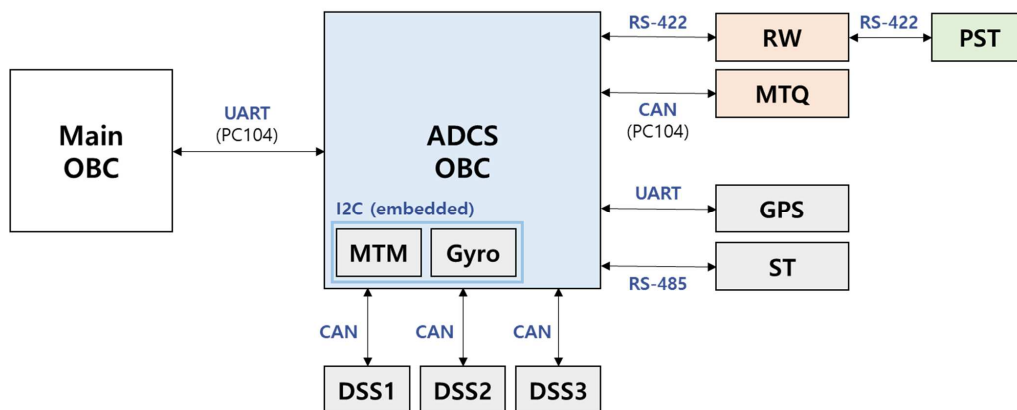 RS-422
RW
RS-422
PST
MTQ
CAN
(PC104)
Main
OBC
UART
(PC104)
ADCS
OBC
I2C (embedded)
MTM
Gyro
UART
GPS
ST
RS-485
CAN
CAN
CAN
DSS1
DSS2
DSS3